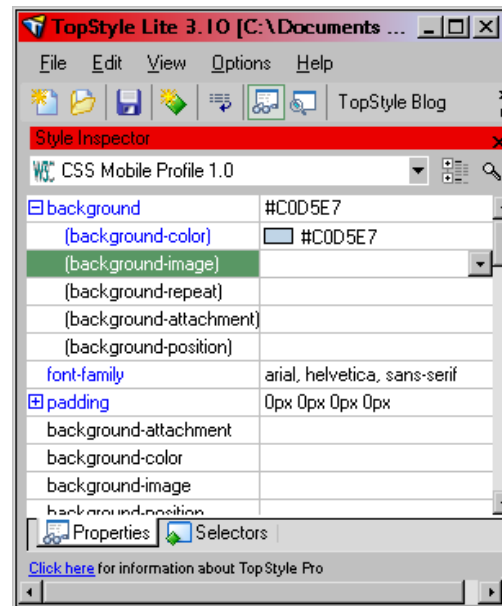 TopStyle Lite 3.10 [C:\Documents ...
File Edit View Options Help
TopStyle Blog
Style Inspector
W3C CSS Mobile Profile 1.0
background #C0D5E7
(background-color) #C0D5E7
(background-image)
(background-repeat)
(background-attachment)
(background-position)
font-family arial, helvetica, sans-serif
padding 0px 0px 0px 0px
background-attachment
background-color
background-image
background-position
Properties Selectors
Click here for information about TopStyle Pro